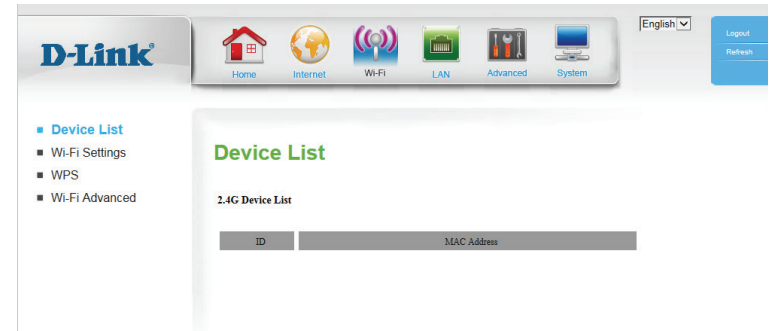 D-Link
Home Internet Wi-Fi LAN Advanced System
English
Logout
Refresh
Device List
Wi-Fi Settings
WPS
Wi-Fi Advanced
Device List
2.4G Device List
ID MAC Address